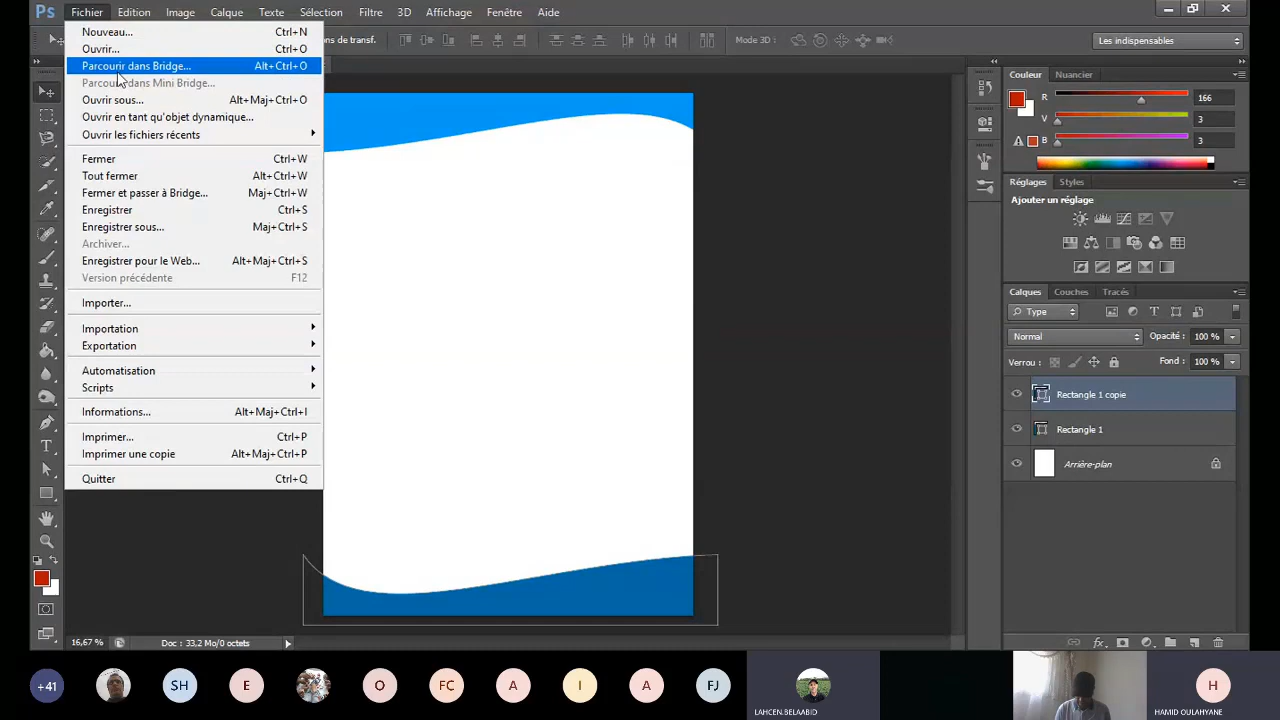 Ps Fichier Edition Image Calque Texte Sélection Filtre 3D Affichage Fenêtre Aide
Nouveau... Ctrl+N
Ouvrir... Ctrl+O
Parcourir dans Bridge... Alt+Ctrl+O
Parcourir dans Mini Bridge...
Ouvrir sous... Alt+Maj+Ctrl+O
Ouvrir en tant qu'objet dynamique...
Ouvrir les fichiers récents
Fermer Ctrl+W
Tout fermer Alt+Ctrl+W
Fermer et passer à Bridge... Maj+Ctrl+W
Enregistrer Ctrl+S
Enregistrer sous... Maj+Ctrl+S
Archiver...
Enregistrer pour le Web... Alt+Maj+Ctrl+S
Version précédente F12
Importer...
Importation
Exportation
Automatisation
Scripts
Informations... Alt+Maj+Ctrl+I
Imprimer... Ctrl+P
Imprimer une copie Alt+Maj+Ctrl+P
Quitter Ctrl+Q
ns de transf.
Mode 3D :
Les indispensables
Couleur Nuancier
R 166
V 3
B 3
Réglages Styles
Ajouter un réglage
Calques Couches Tracés
Type
Normal Opacité : 100 %
Verrou : Fond : 100 %
Rectangle 1 copie
Rectangle 1
Arrière-plan
16,67 % Doc : 33,2 Mo/0 octets
+41 SH E O FC A I A FJ H
LAHCEN.BELAABID
HAMID OULAHYANE